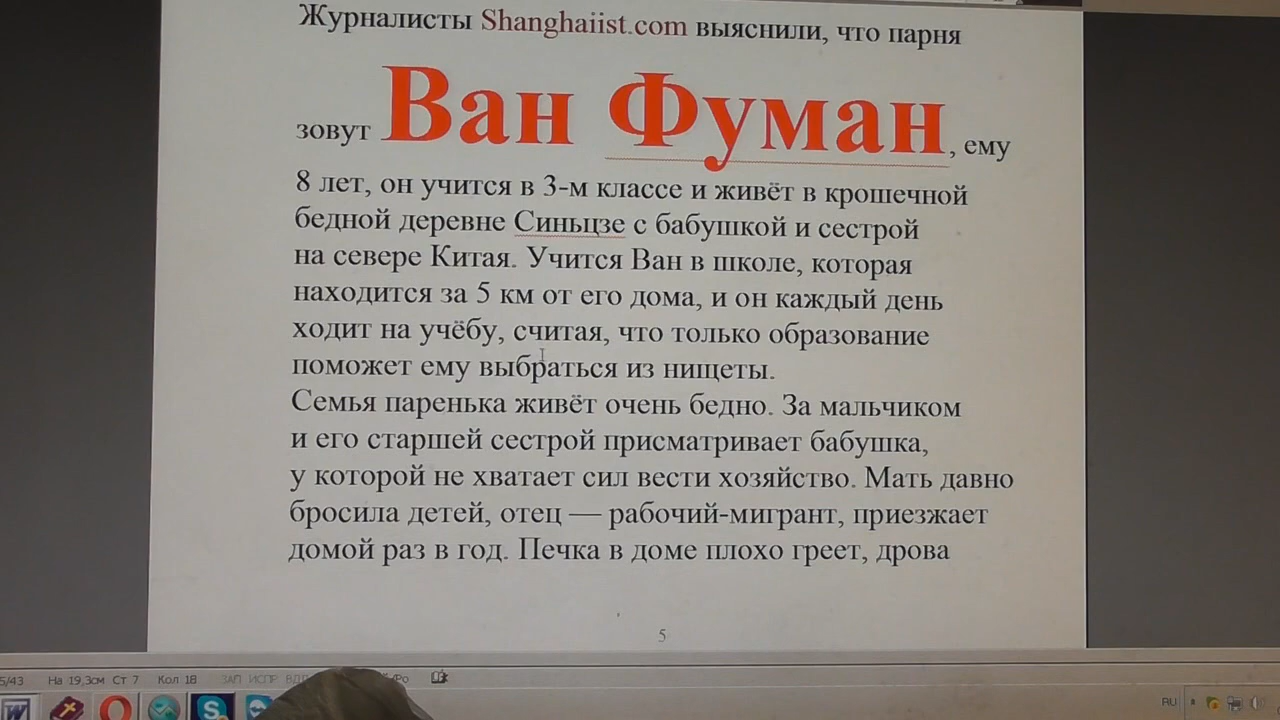 Журналисты Shanghaiist.com выяснили, что парня
зовут Ван Фуман, ему
8 лет, он учится в 3-м классе и живёт в крошечной
бедной деревне Синьцзе с бабушкой и сестрой
на севере Китая. Учится Ван в школе, которая
находится за 5 км от его дома, и он каждый день
ходит на учёбу, считая, что только образование
поможет ему выбраться из нищеты.
Семья паренька живёт очень бедно. За мальчиком
и его старшей сестрой присматривает бабушка,
у которой не хватает сил вести хозяйство. Мать давно
бросила детей, отец — рабочий-мигрант, приезжает
домой раз в год. Печка в доме плохо греет, дрова
5
5/43 На 19,3см Ст 7 Кол 18 ЗАП ИСПР ВДЛ
RU